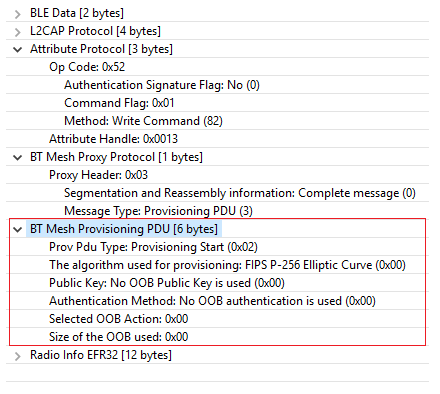 BLE Data [2 bytes]
L2CAP Protocol [4 bytes]
Attribute Protocol [3 bytes]
Op Code: 0x52
Authentication Signature Flag: No (0)
Command Flag: 0x01
Method: Write Command (82)
Attribute Handle: 0x0013
BT Mesh Proxy Protocol [1 bytes]
Proxy Header: 0x03
Segmentation and Reassembly information: Complete message (0)
Message Type: Provisioning PDU (3)
BT Mesh Provisioning PDU [6 bytes]
Prov Pdu Type: Provisioning Start (0x02)
The algorithm used for provisioning: FIPS P-256 Elliptic Curve (0x00)
Public Key: No OOB Public Key is used (0x00)
Authentication Method: No OOB authentication is used (0x00)
Selected OOB Action: 0x00
Size of the OOB used: 0x00
Radio Info EFR32 [12 bytes]